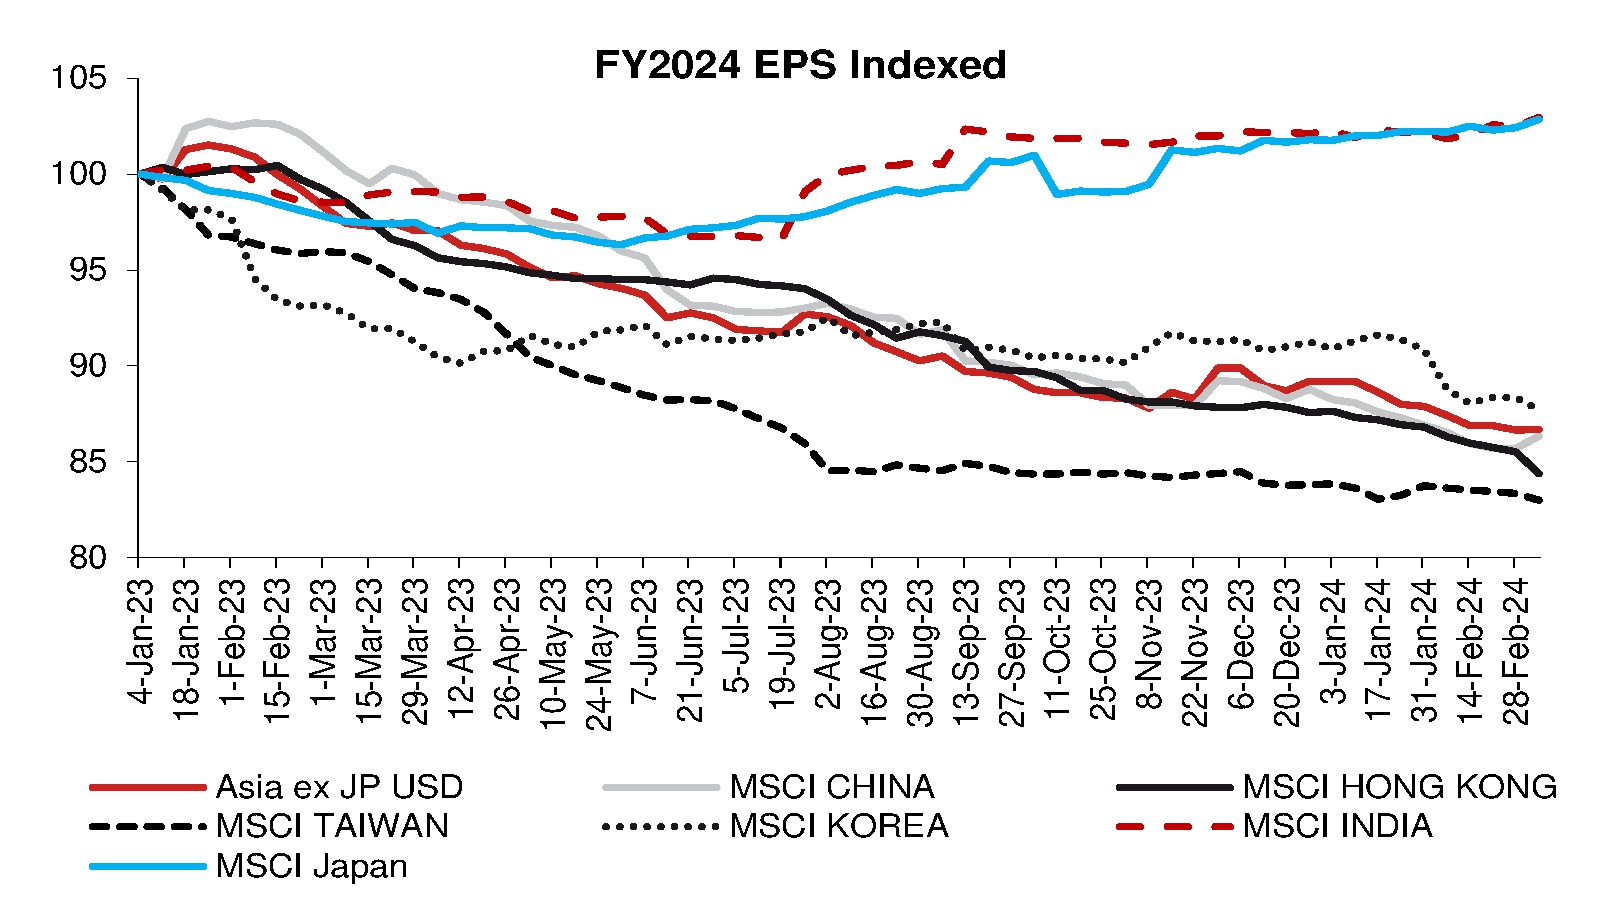 FY2024 EPS Indexed
105
100
95
90
85
80
4-Jan-23
18-Jan-23
1-Feb-23
15-Feb-23
1-Mar-23
15-Mar-23
29-Mar-23
12-Apr-23
26-Apr-23
10-May-23
24-May-23
7-Jun-23
21-Jun-23
5-Jul-23
19-Jul-23
2-Aug-23
16-Aug-23
30-Aug-23
13-Sep-23
27-Sep-23
11-Oct-23
25-Oct-23
8-Nov-23
22-Nov-23
6-Dec-23
20-Dec-23
3-Jan-24
17-Jan-24
31-Jan-24
14-Feb-24
28-Feb-24
Asia ex JP USD
MSCI CHINA
MSCI HONG KONG
MSCI TAIWAN
MSCI KOREA
MSCI INDIA
MSCI Japan